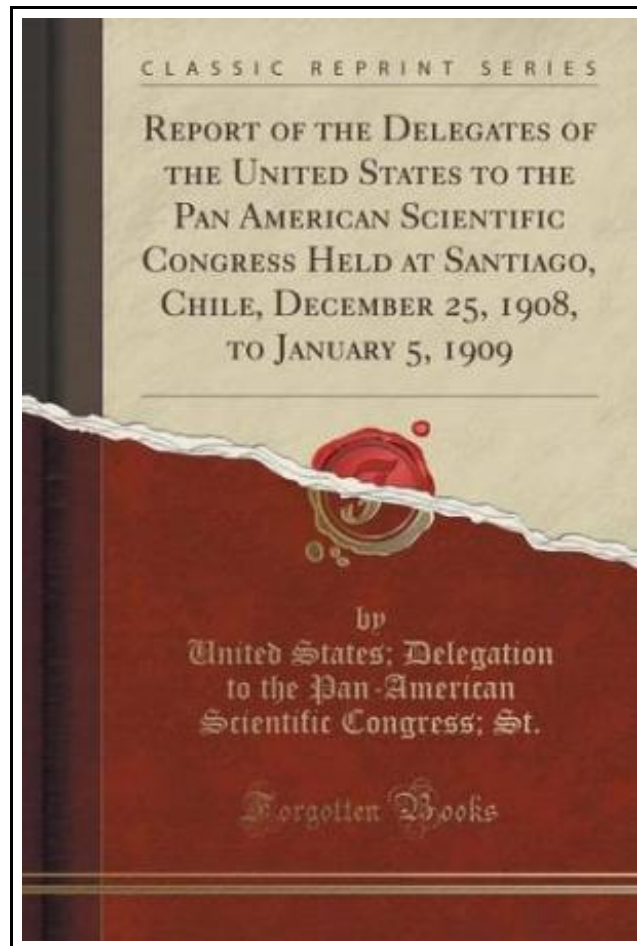 CLASSIC REPRINT SERIES
REPORT OF THE DELEGATES OF
THE UNITED STATES TO THE
PAN AMERICAN SCIENTIFIC
CONGRESS HELD AT SANTIAGO,
CHILE, DECEMBER 25, 1908,
TO JANUARY 5, 1909
by
United States; Delegation
to the Pan-American
Scientific Congress; St.
Forgotten Books